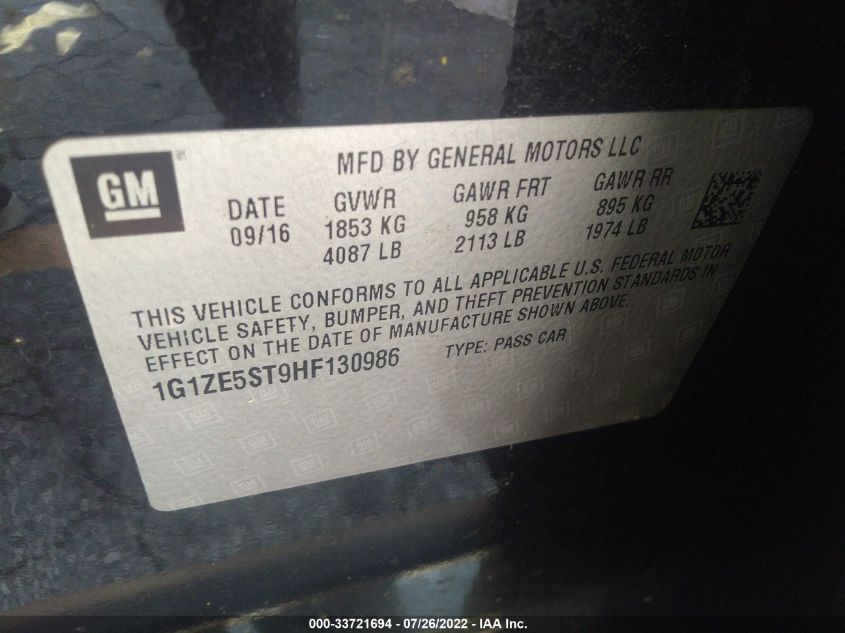 GM
MFD BY GENERAL MOTORS LLC
DATE GVWR GAWR FRT GAWR RR
09/16 1853 KG 958 KG 895 KG
4087 LB 2113 LB 1974 LB
THIS VEHICLE CONFORMS TO ALL APPLICABLE U.S. FEDERAL MOTOR
VEHICLE SAFETY, BUMPER, AND THEFT PREVENTION STANDARDS IN
EFFECT ON THE DATE OF MANUFACTURE SHOWN ABOVE.
1G1ZE5ST9HF130986 TYPE: PASS CAR
000-33721694 - 07/26/2022 - IAA Inc.